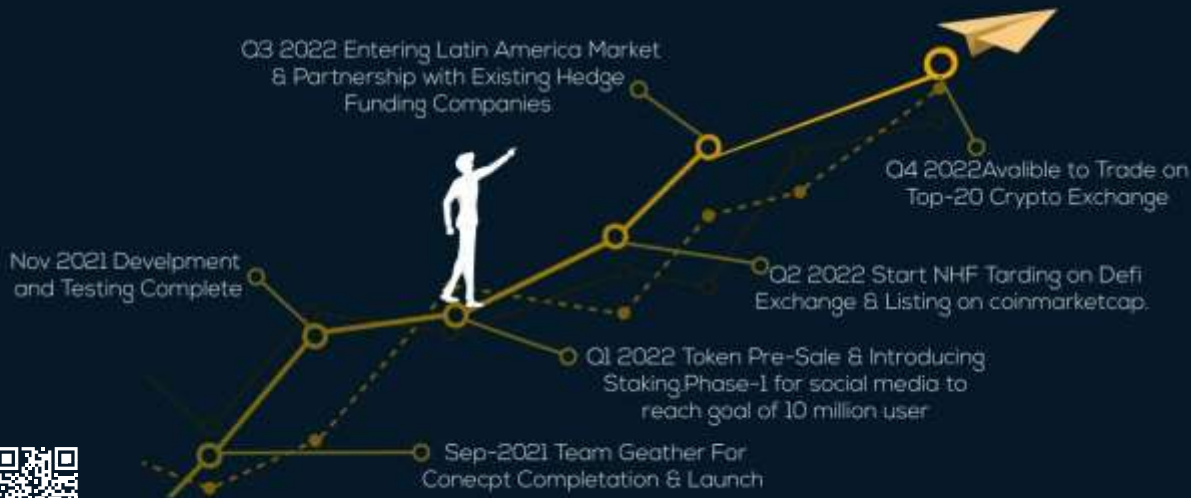 Q3 2022 Entering Latin America Market
& Partnership with Existing Hedge
Funding Companies
Q4 2022Avalible to Trade on
Top-20 Crypto Exchange
Nov 2021 Develpment
and Testing Complete
Q2 2022 Start NHF Tarding on Defi
Exchange & Listing on coinmarketcap.
Q1 2022 Token Pre-Sale & Introducing
Staking.Phase-1 for social media to
reach goal of 10 million user
Sep-2021 Team Geather For
Conecpt Completation & Launch